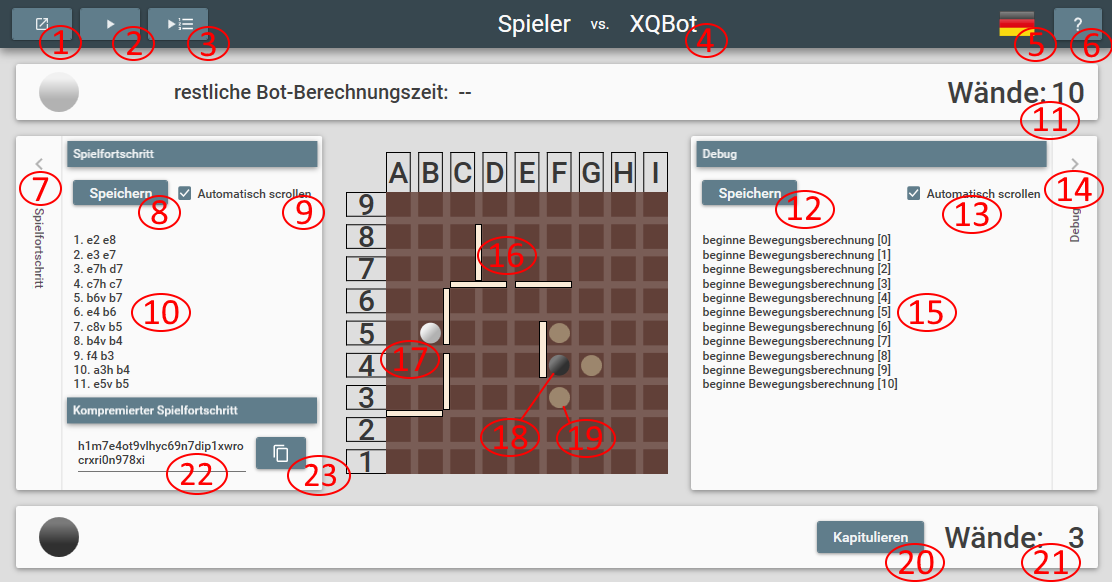 Spieler vs. XQBot
?
1 2 3 4 5 6
restliche Bot-Berechnungszeit: --
Wände: 10
11
Spielfortschritt
Speichern
Automatisch scrollen
7
8
9
Spielfortschritt
1. e2 e8
2. e3 e7
3. e7h d7
4. c7h c7
5. b6v b7
6. e4 b6
7. c8v b5
8. b4v b4
9. f4 b3
10. a3h b4
11. e5v b5
10
Kompremierter Spielfortschritt
h1m7e4ot9vlhyc69n7dip1xwro
crxri0n978xi
22
23
A B C D E F G H I
9
8
7
6
5
4
3
2
1
16
17
18
19
Debug
Speichern
Automatisch scrollen
12
13
14
Debug
beginne Bewegungsberechnung [0]
beginne Bewegungsberechnung [1]
beginne Bewegungsberechnung [2]
beginne Bewegungsberechnung [3]
beginne Bewegungsberechnung [4]
beginne Bewegungsberechnung [5]
beginne Bewegungsberechnung [6]
beginne Bewegungsberechnung [7]
beginne Bewegungsberechnung [8]
beginne Bewegungsberechnung [9]
beginne Bewegungsberechnung [10]
15
Kapitulieren
Wände: 3
20
21